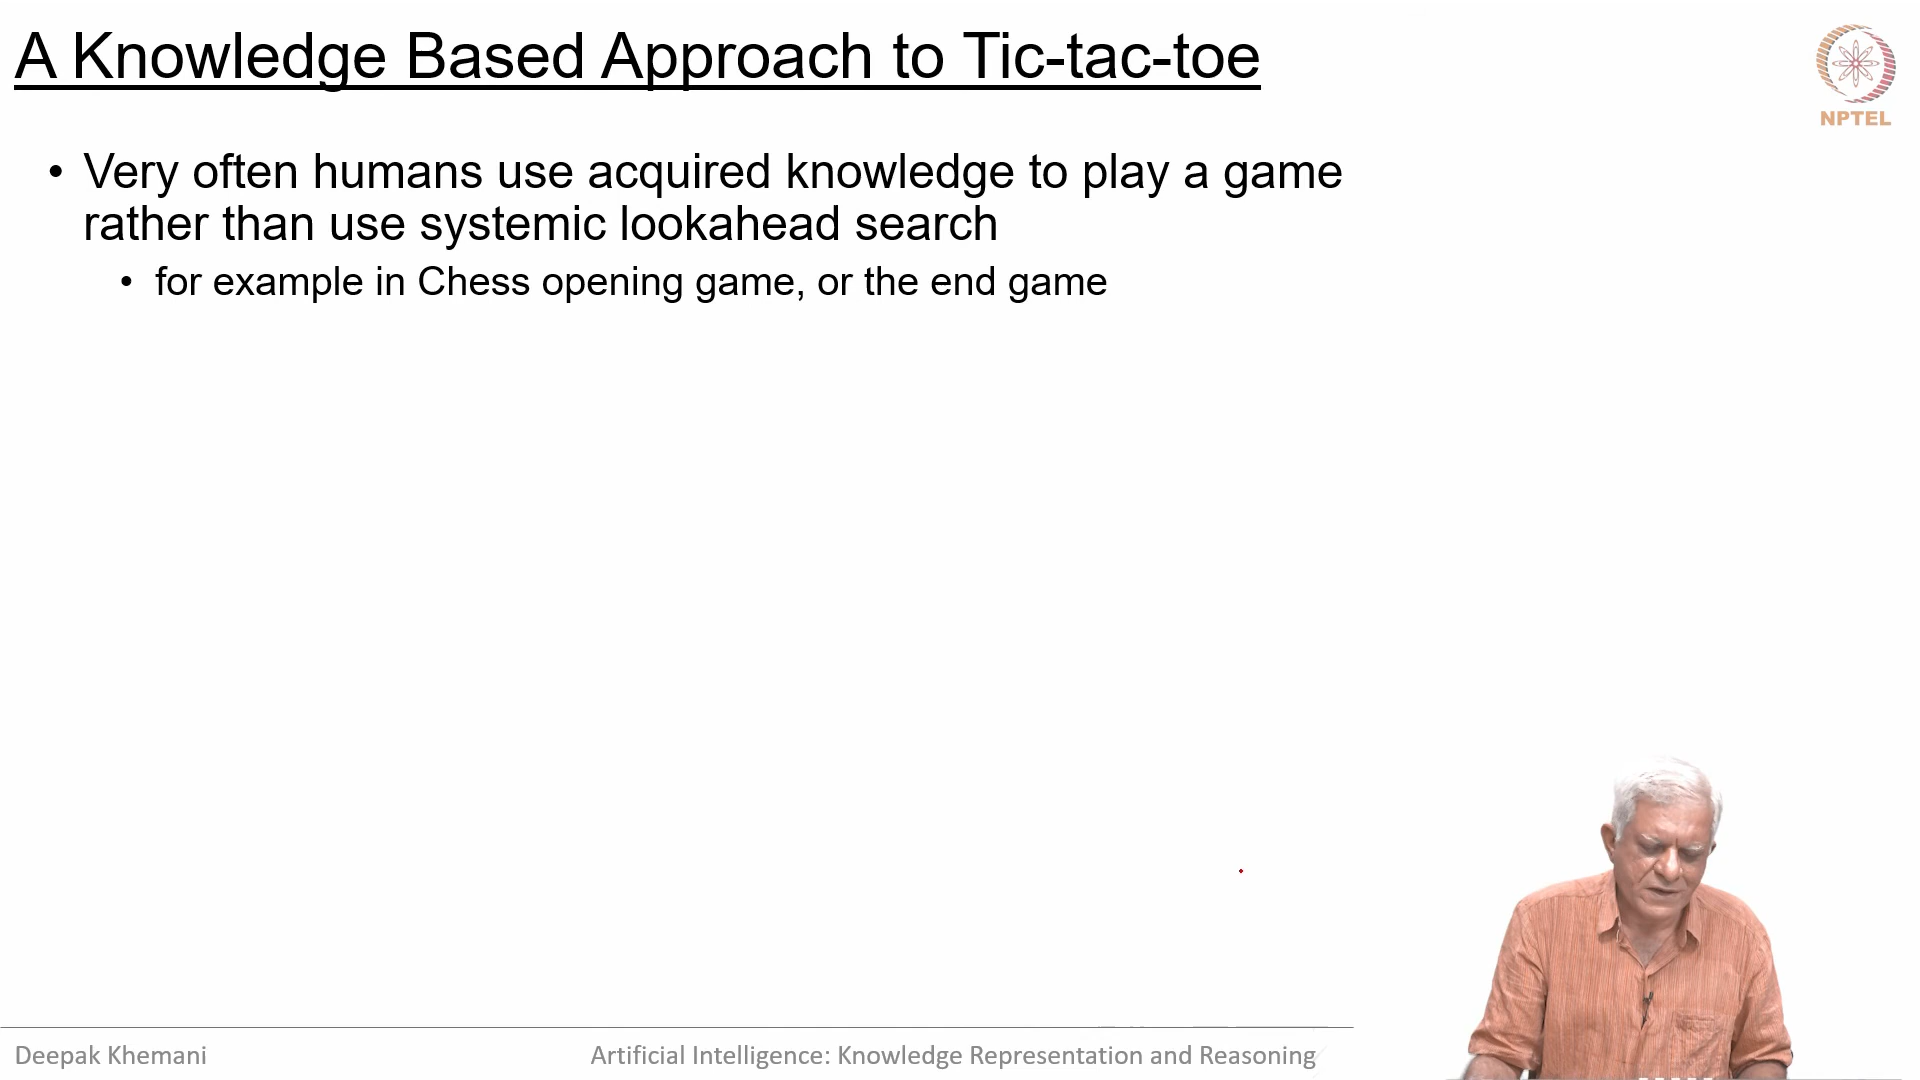 A Knowledge Based Approach to Tic-tac-toe
NPTEL
• Very often humans use acquired knowledge to play a game
rather than use systemic lookahead search
• for example in Chess opening game, or the end game
Deepak Khemani
Artificial Intelligence: Knowledge Representation and Reasoning